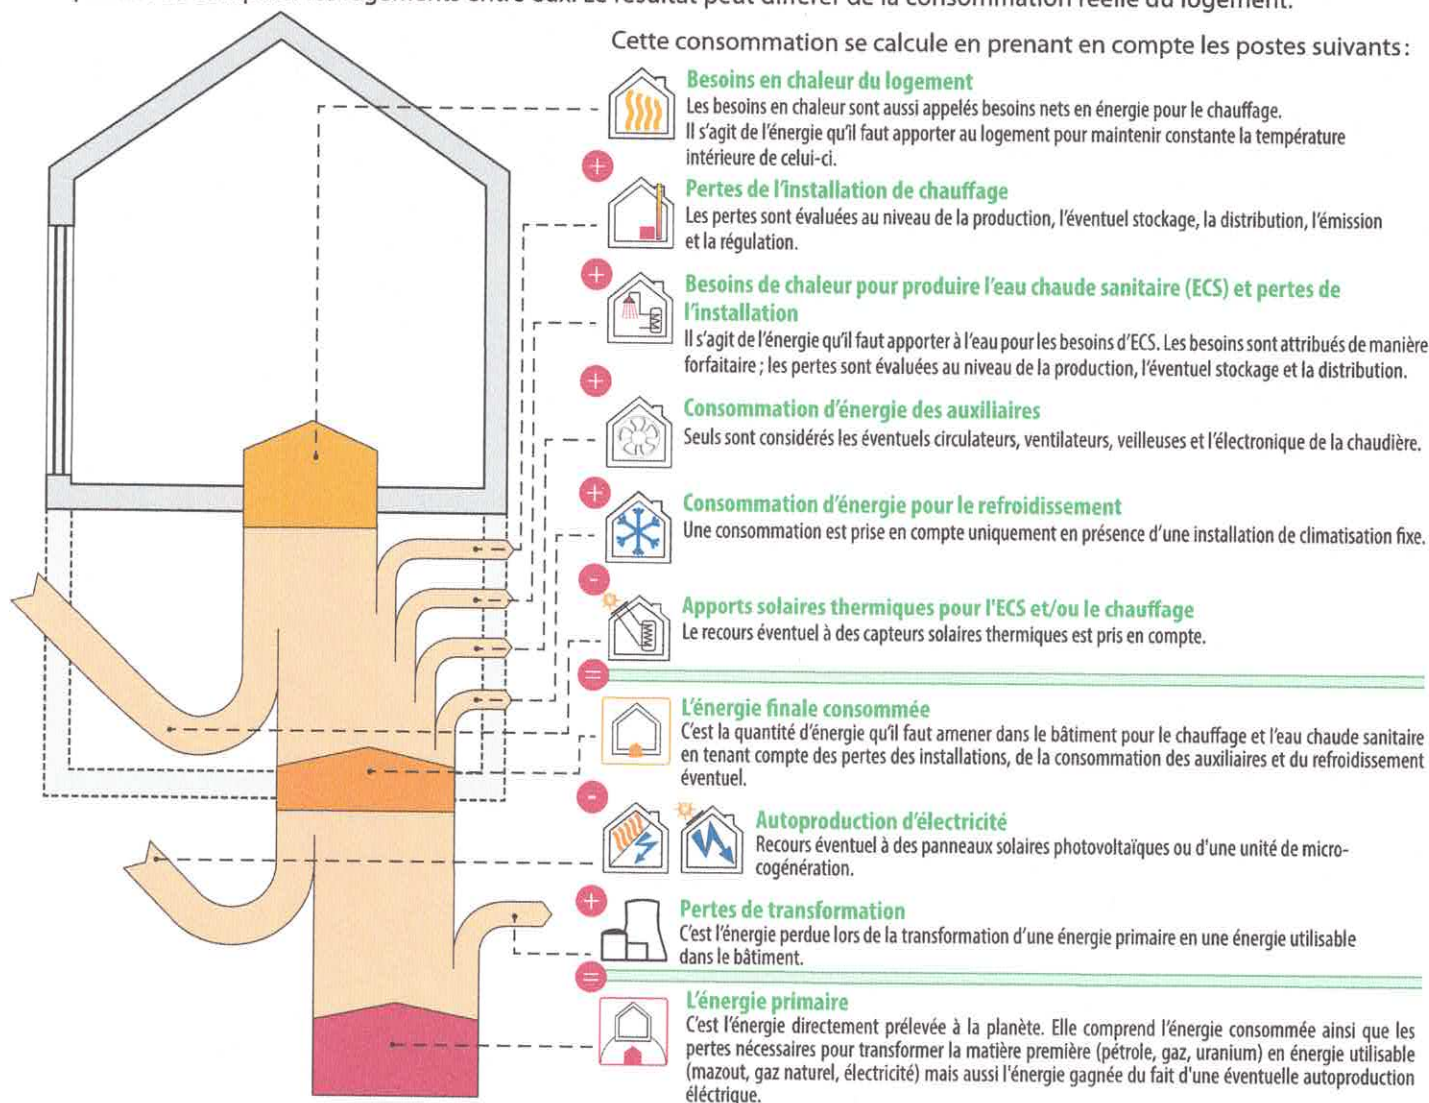 Le résultat peut différer de la consommation réelle du logement.
Cette consommation se calcule en prenant en compte les postes suivants :
Besoins en chaleur du logement
Les besoins en chaleur sont aussi appelés besoins nets en énergie pour le chauffage.
Il s'agit de l'énergie qu'il faut apporter au logement pour maintenir constante la température
intérieure de celui-ci.
+
Pertes de l'installation de chauffage
Les pertes sont évaluées au niveau de la production, l'éventuel stockage, la distribution, l'émission
et la régulation.
+
Besoins de chaleur pour produire l'eau chaude sanitaire (ECS) et pertes de
l'installation
Il s'agit de l'énergie qu'il faut apporter à l'eau pour les besoins d'ECS. Les besoins sont attribués de manière
forfaitaire ; les pertes sont évaluées au niveau de la production, l'éventuel stockage et la distribution.
+
Consommation d'énergie des auxiliaires
Seuls sont considérés les éventuels circulateurs, ventilateurs, veilleuses et l'électronique de la chaudière.
+
Consommation d'énergie pour le refroidissement
Une consommation est prise en compte uniquement en présence d'une installation de climatisation fixe.
-
Apports solaires thermiques pour l'ECS et/ou le chauffage
Le recours éventuel à des capteurs solaires thermiques est pris en compte.
=
L'énergie finale consommée
C'est la quantité d'énergie qu'il faut amener dans le bâtiment pour le chauffage et l'eau chaude sanitaire
en tenant compte des pertes des installations, de la consommation des auxiliaires et du refroidissement
éventuel.
-
Autoproduction d'électricité
Recours éventuel à des panneaux solaires photovoltaïques ou d'une unité de micro-
cogénération.
+
Pertes de transformation
C'est l'énergie perdue lors de la transformation d'une énergie primaire en une énergie utilisable
dans le bâtiment.
=
L'énergie primaire
C'est l'énergie directement prélevée à la planète. Elle comprend l'énergie consommée ainsi que les
pertes nécessaires pour transformer la matière première (pétrole, gaz, uranium) en énergie utilisable
(mazout, gaz naturel, électricité) mais aussi l'énergie gagnée du fait d'une éventuelle autoproduction
éléctrique.